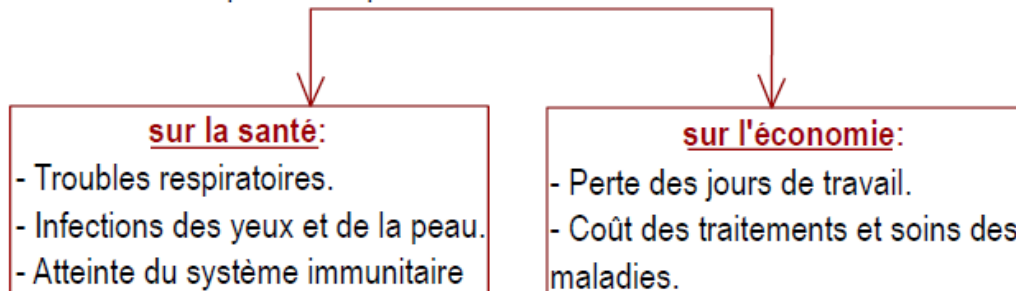 sur la santé:
- Troubles respiratoires.
- Infections des yeux et de la peau.
- Atteinte du système immunitaire
sur l'économie:
- Perte des jours de travail.
- Coût des traitements et soins des
maladies.